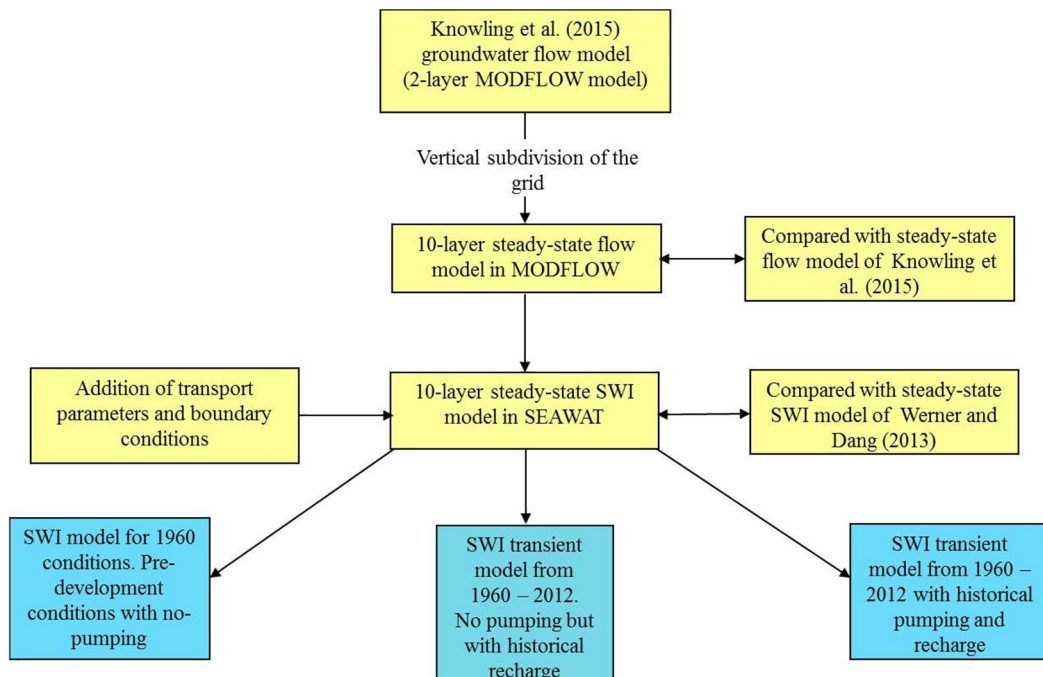 Knowling et al. (2015)
groundwater flow model
(2-layer MODFLOW model)
Vertical subdivision of the
grid
10-layer steady-state flow
model in MODFLOW
Compared with steady-state
flow model of Knowling et
al. (2015)
Addition of transport
parameters and boundary
conditions
10-layer steady-state SWI
model in SEAWAT
Compared with steady-state
SWI model of Werner and
Dang (2013)
SWI model for 1960
conditions. Pre-
development
conditions with no-
pumping
SWI transient
model from
1960 – 2012.
No pumping but
with historical
recharge
SWI transient
model from 1960 –
2012 with historical
pumping and
recharge